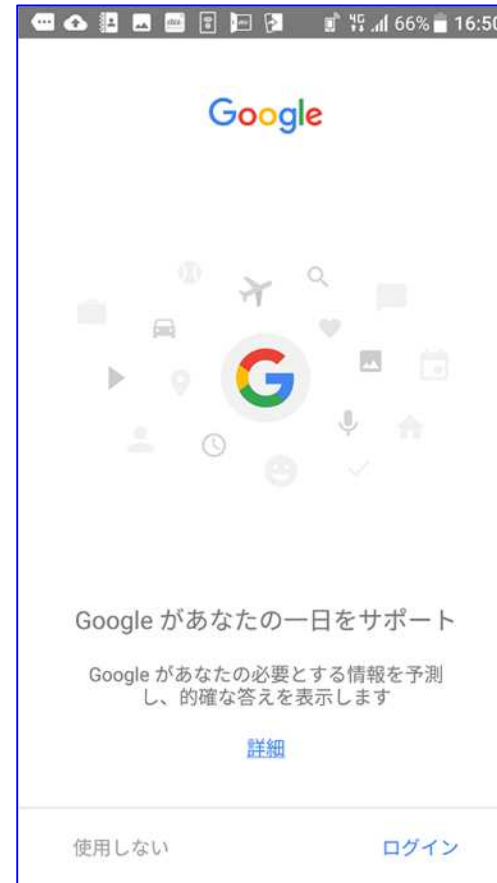 4G 66% 16:50
Google
G
Google があなたの一日をサポート
Google があなたの必要とする情報を予測
し、的確な答えを表示します
詳細
使用しない ログイン